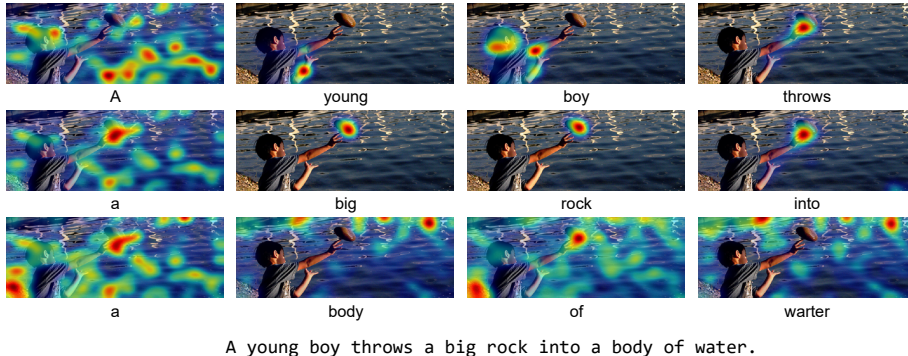 A young boy throws
a big rock into
a body of warter
A young boy throws a big rock into a body of water.